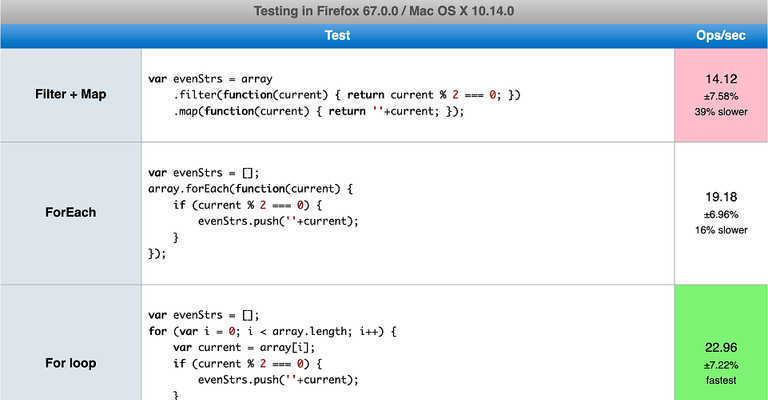 Testing in Firefox 67.0.0 / Mac OS X 10.14.0
Test Ops/sec
Filter + Map
var evenStrs = array
    .filter(function(current) { return current % 2 === 0; })
    .map(function(current) { return ''+current; });
14.12
±7.58%
39% slower
ForEach
var evenStrs = [];
array.forEach(function(current) {
    if (current % 2 === 0) {
        evenStrs.push(''+current);
    }
});
19.18
±6.96%
16% slower
For loop
var evenStrs = [];
for (var i = 0; i < array.length; i++) {
    var current = array[i];
    if (current % 2 === 0) {
        evenStrs.push(''+current);
    }
22.96
±7.22%
fastest